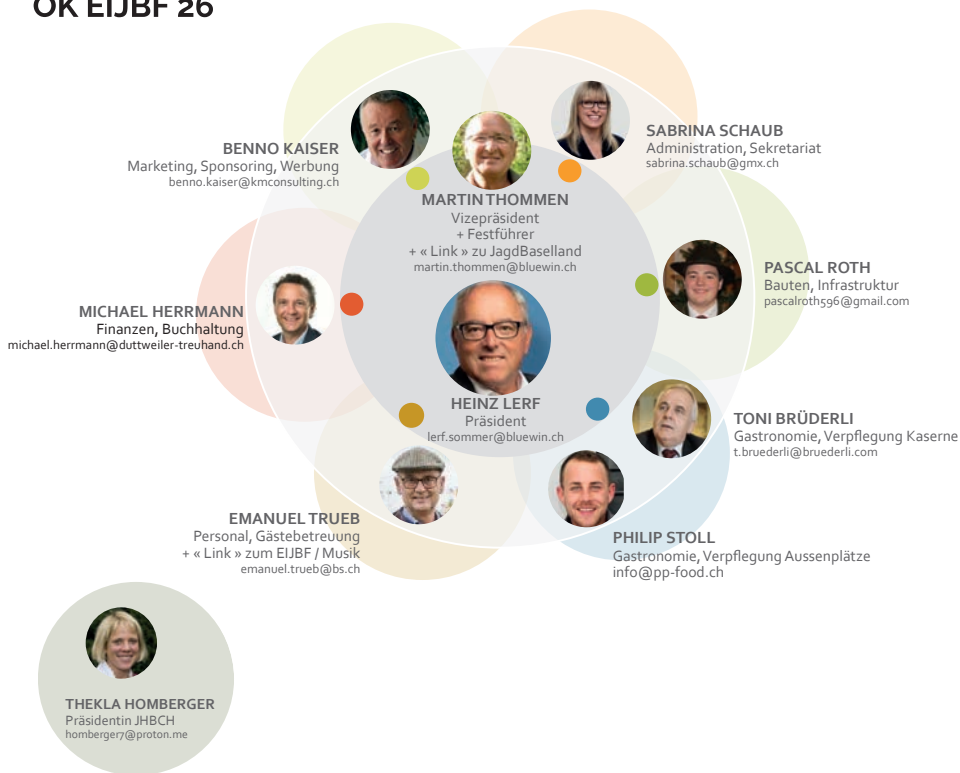 OK EIJBF 26
BENNO KAISER
Marketing, Sponsoring, Werbung
benno.kaiser@kmconsulting.ch
SABRINA SCHAUB
Administration, Sekretariat
sabrina.schaub@gmx.ch
MARTIN THOMMEN
Vizepräsident
+ Festführer
+ « Link » zu JagdBaselland
martin.thommen@bluewin.ch
PASCAL ROTH
Bauten, Infrastruktur
pascalroth596@gmail.com
MICHAEL HERRMANN
Finanzen, Buchhaltung
michael.herrmann@duttweiler-treuhand.ch
HEINZ LERF
Präsident
lerf.sommer@bluewin.ch
TONI BRÜDERLI
Gastronomie, Verpflegung Kaserne
t.bruederli@bruederli.com
EMANUEL TRUEB
Personal, Gästebetreuung
+ « Link » zum EIJBF / Musik
emanuel.trueb@bs.ch
PHILIP STOLL
Gastronomie, Verpflegung Aussenplätze
info@pp-food.ch
THEKLA HOMBERGER
Präsidentin JHBCH
homberger7@proton.me